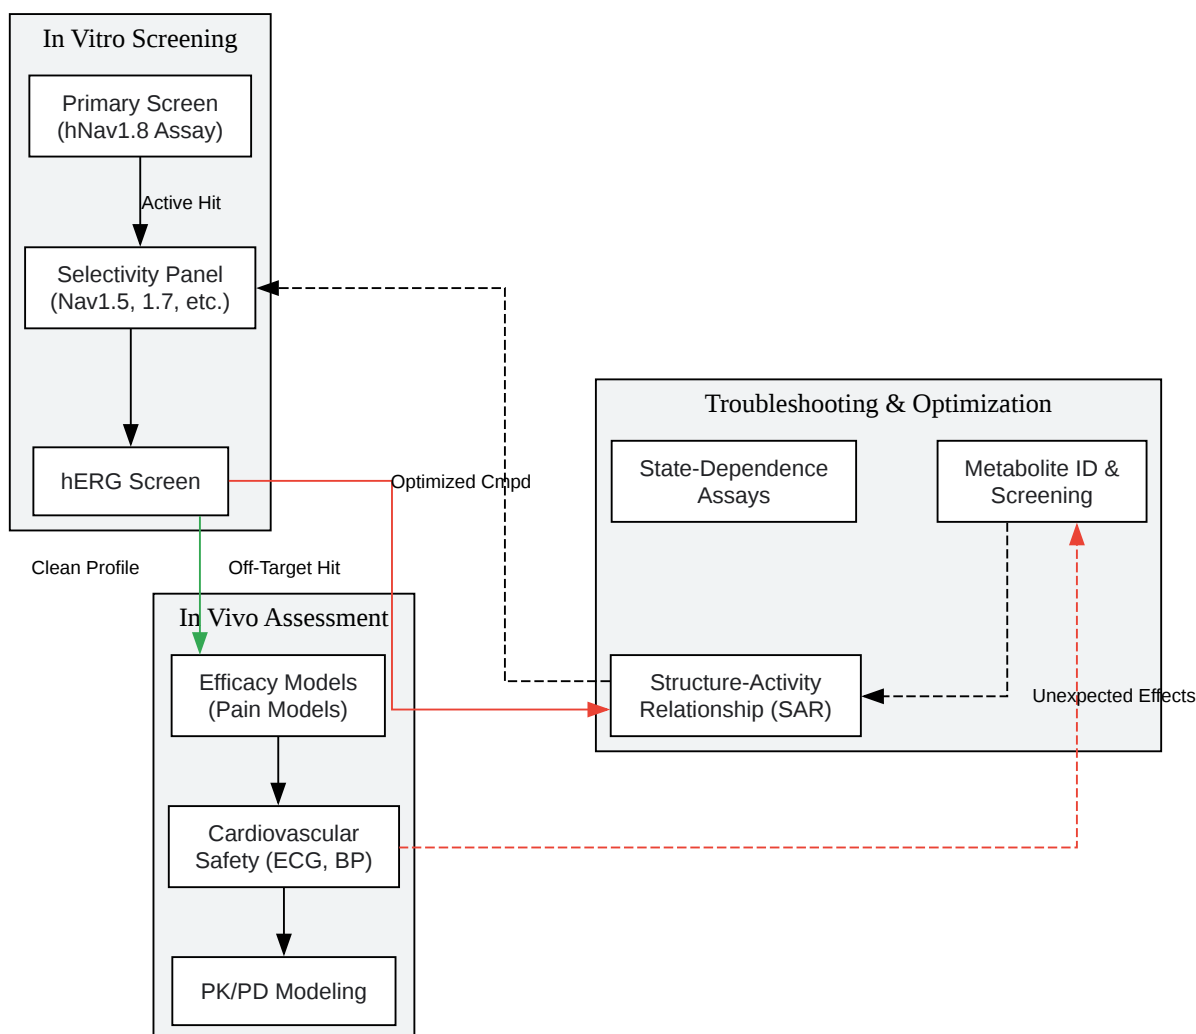 In Vitro Screening
Primary Screen
(hNav1.8 Assay)
Active Hit
Selectivity Panel
(Nav1.5, 1.7, etc.)
hERG Screen
Optimized Cmpd
Clean Profile
Off-Target Hit
Troubleshooting & Optimization
State-Dependence
Assays
Metabolite ID &
Screening
Structure-Activity
Relationship (SAR)
Unexpected Effects
In Vivo Assessment
Efficacy Models
(Pain Models)
Cardiovascular
Safety (ECG, BP)
PK/PD Modeling